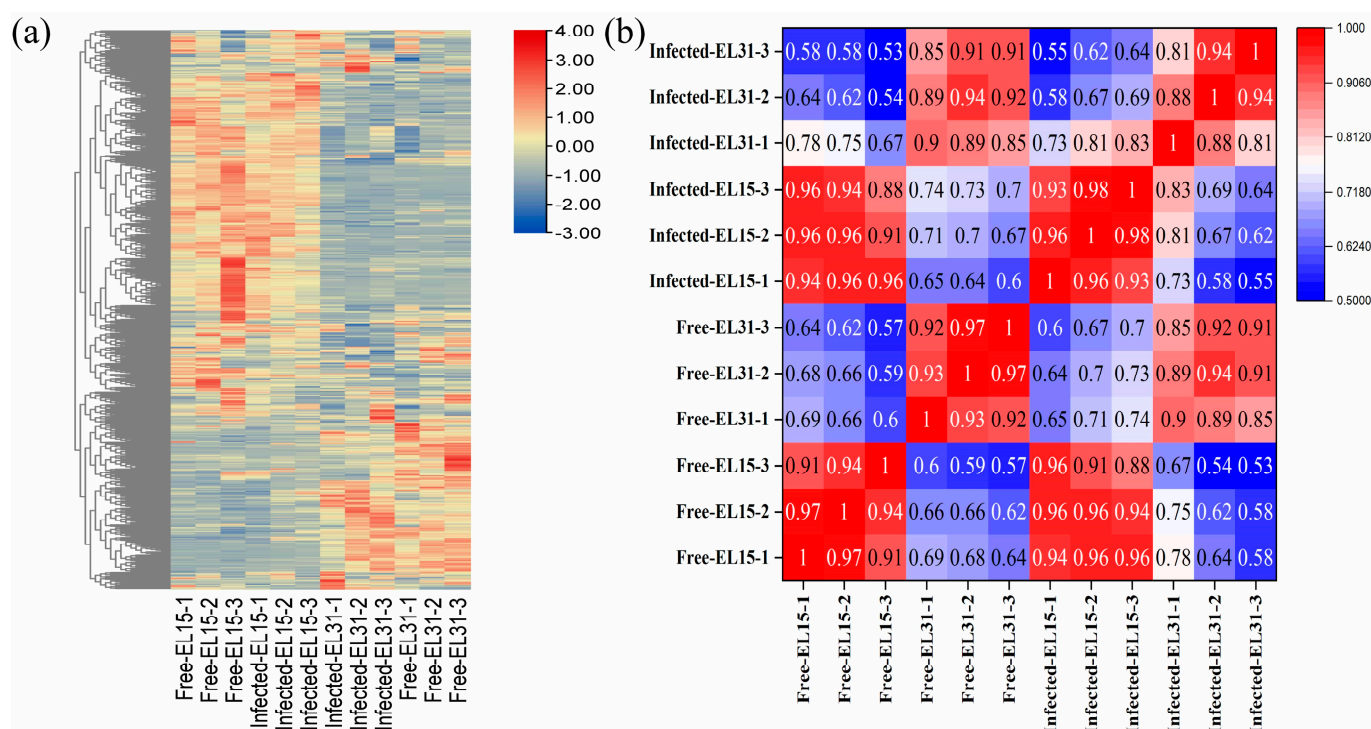 (a)
4.00
3.00
2.00
1.00
0.00
-1.00
-2.00
-3.00
Free-EL15-1
Free-EL15-2
Free-EL15-3
Infected-EL15-1
Infected-EL15-2
Infected-EL15-3
Infected-EL31-1
Infected-EL31-2
Infected-EL31-3
Free-EL31-1
Free-EL31-2
Free-EL31-3
(b)
Infected-EL31-3 0.58 0.58 0.53 0.85 0.91 0.91 0.55 0.62 0.64 0.81 0.94 1
Infected-EL31-2 0.64 0.62 0.54 0.89 0.94 0.92 0.58 0.67 0.69 0.88 1 0.94
Infected-EL31-1 0.78 0.75 0.67 0.9 0.89 0.85 0.73 0.81 0.83 1 0.88 0.81
Infected-EL15-3 0.96 0.94 0.88 0.74 0.73 0.7 0.93 0.98 1 0.83 0.69 0.64
Infected-EL15-2 0.96 0.96 0.91 0.71 0.7 0.67 0.96 1 0.98 0.81 0.67 0.62
Infected-EL15-1 0.94 0.96 0.96 0.65 0.64 0.6 1 0.96 0.93 0.73 0.58 0.55
Free-EL31-3 0.64 0.62 0.57 0.92 0.97 1 0.6 0.67 0.7 0.85 0.92 0.91
Free-EL31-2 0.68 0.66 0.59 0.93 1 0.97 0.64 0.7 0.73 0.89 0.94 0.91
Free-EL31-1 0.69 0.66 0.6 1 0.93 0.92 0.65 0.71 0.74 0.9 0.89 0.85
Free-EL15-3 0.91 0.94 1 0.6 0.59 0.57 0.96 0.91 0.88 0.67 0.54 0.53
Free-EL15-2 0.97 1 0.94 0.66 0.66 0.62 0.96 0.96 0.94 0.75 0.62 0.58
Free-EL15-1 1 0.97 0.91 0.69 0.68 0.64 0.94 0.96 0.96 0.78 0.64 0.58
Free-EL15-1
Free-EL15-2
Free-EL15-3
Free-EL31-1
Free-EL31-2
Free-EL31-3
Infected-EL15-1
Infected-EL15-2
Infected-EL15-3
Infected-EL31-1
Infected-EL31-2
Infected-EL31-3
1.000
0.9060
0.8120
0.7180
0.6240
0.5000